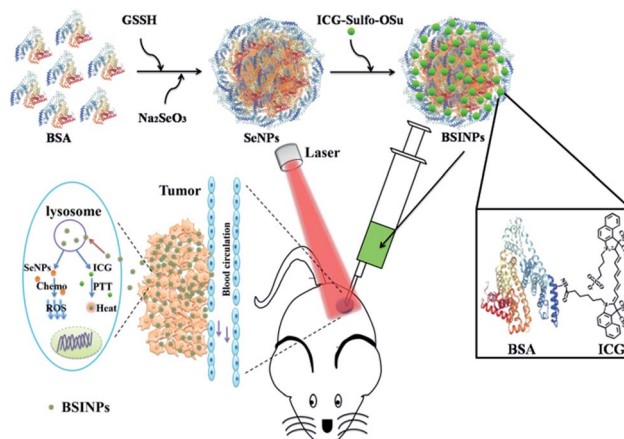 GSSH
ICG-Sulfo-OSu
Na₂SeO₃
BSA
SeNPs
BSINPs
Laser
Tumor
lysosome
SeNPs
ICG
Chemo
PTT
ROS
Heat
Blood circulation
BSINPs
BSA
ICG